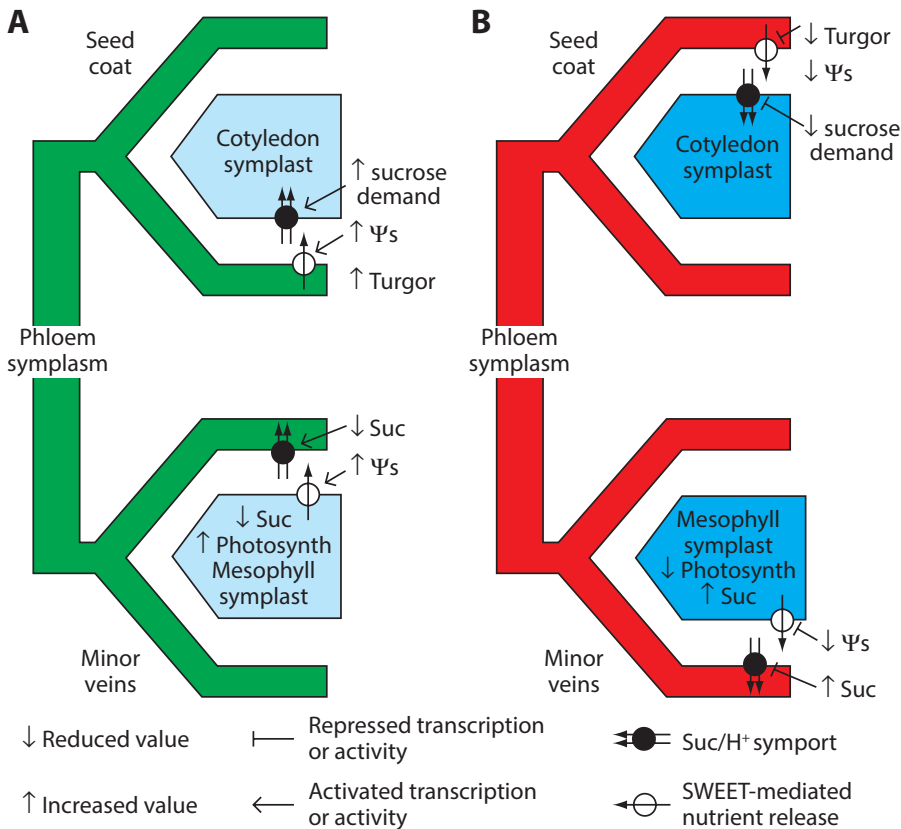 A
Seed
coat
Cotyledon
symplast
↑ sucrose
demand
↑ Ψs
↑ Turgor
Phloem
symplasm
↓ Suc
↑ Ψs
↓ Suc
↑ Photosynth
Mesophyll
symplast
Minor
veins
B
Seed
coat
↓ Turgor
↓ Ψs
Cotyledon
symplast
↓ sucrose
demand
Phloem
symplasm
Mesophyll
symplast
↓ Photosynth
↑ Suc
↓ Ψs
↑ Suc
Minor
veins
↓ Reduced value
Repressed transcription
or activity
Suc/H⁺ symport
↑ Increased value
Activated transcription
or activity
SWEET-mediated
nutrient release